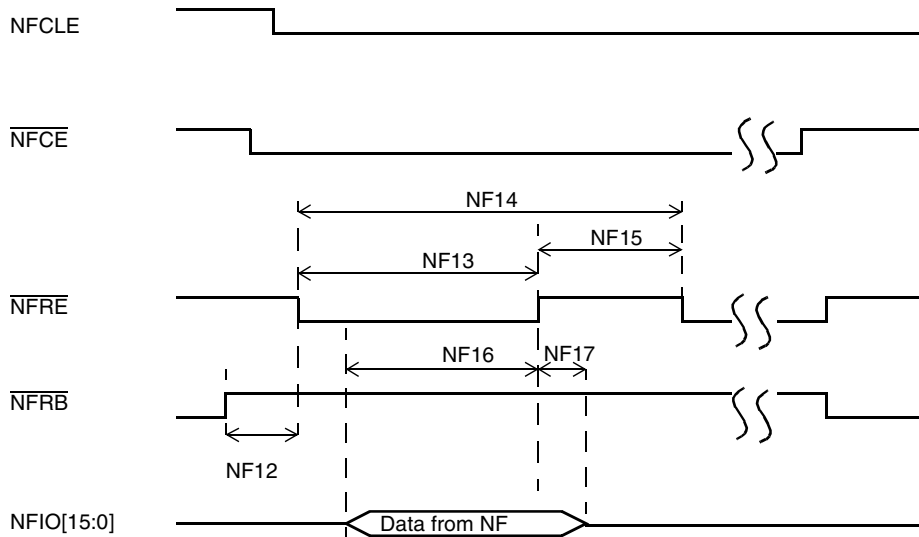 NFCLE
NFCE
NF14
NF15
NF13
NFRE
NF16 NF17
NFRB
NF12
NFIO[15:0] Data from NF